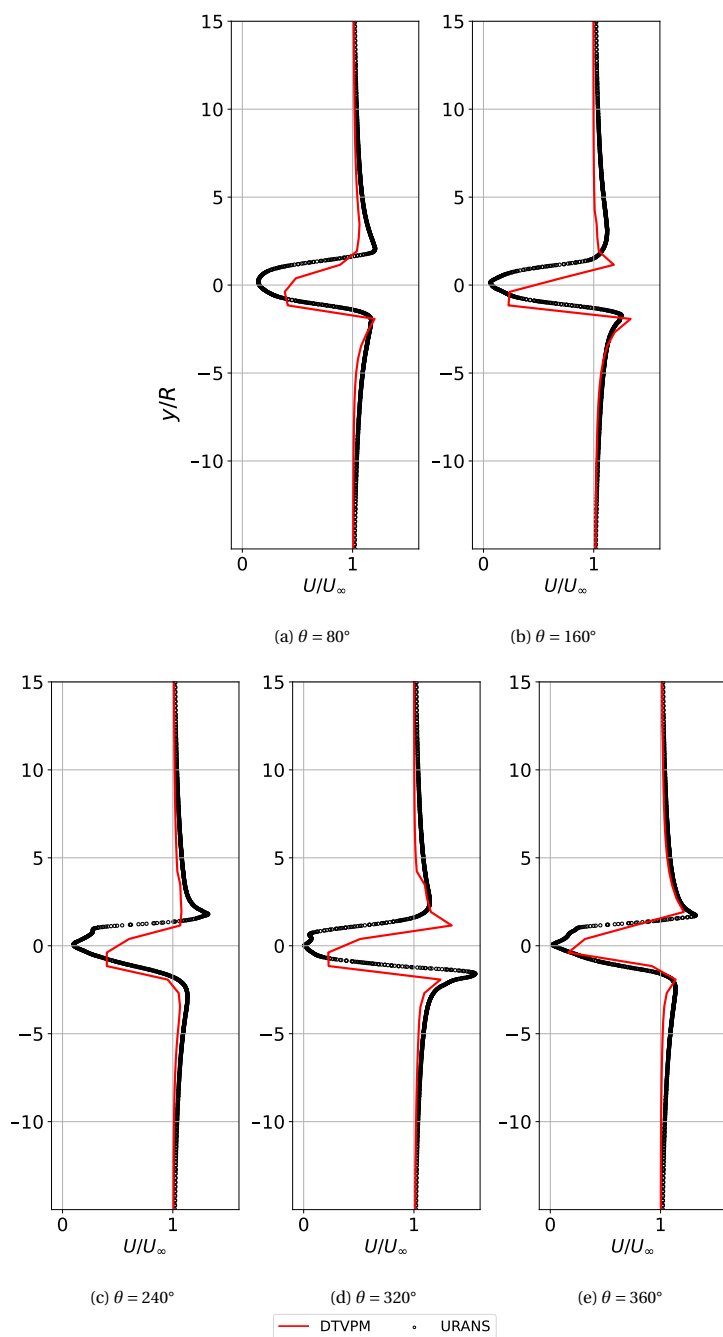 15
10
5
0
−5
−10
y/R
0 1
U/U∞
(a) θ = 80°
15
10
5
0
−5
−10
0 1
U/U∞
(b) θ = 160°
15
10
5
0
−5
−10
0 1
U/U∞
(c) θ = 240°
15
10
5
0
−5
−10
0 1
U/U∞
(d) θ = 320°
15
10
5
0
−5
−10
0 1
U/U∞
(e) θ = 360°
DTVPM URANS